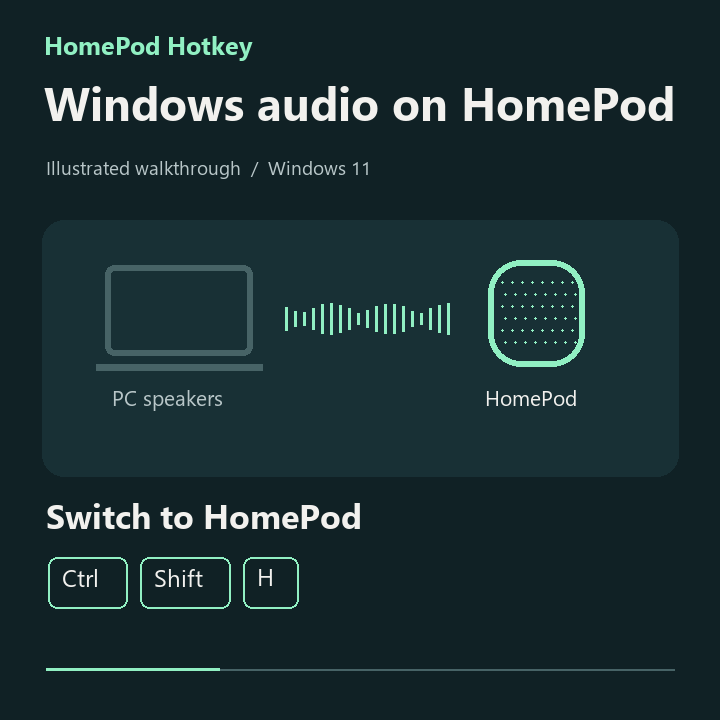 HomePod Hotkey
Windows audio on HomePod
Illustrated walkthrough / Windows 11
PC speakers
HomePod
Switch to HomePod
Ctrl Shift H